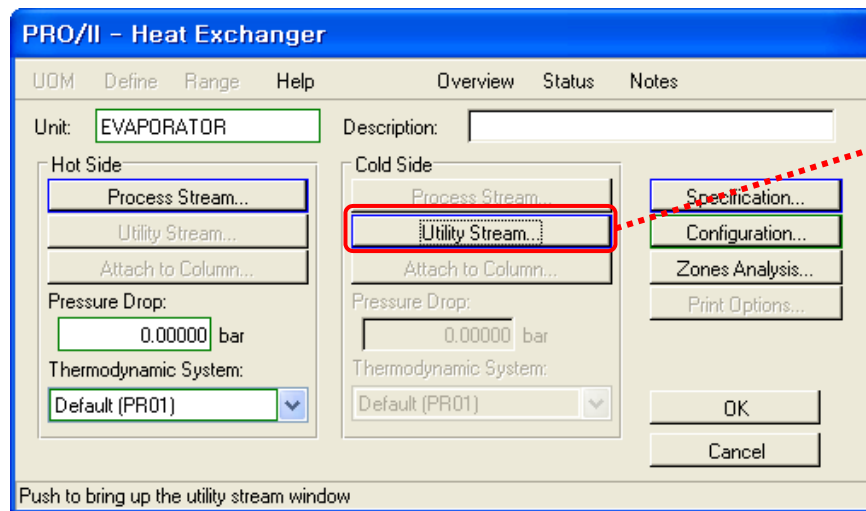 PRO/II - Heat Exchanger
UOM Define Range Help Overview Status Notes
Unit: EVAPORATOR Description:
Hot Side Cold Side
Process Stream... Process Stream... Specification...
Utility Stream... Utility Stream... Configuration...
Attach to Column... Attach to Column... Zones Analysis...
Pressure Drop: Pressure Drop: Print Options...
0.00000 bar 0.00000 bar
Thermodynamic System: Thermodynamic System:
Default (PR01) Default (PR01) OK
Cancel
Push to bring up the utility stream window